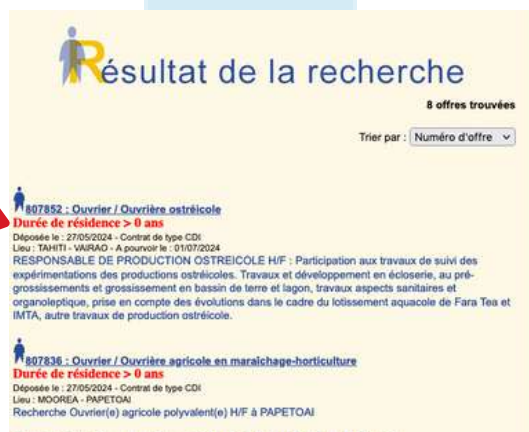 Résultat de la recherche
8 offres trouvées
Trier par : Numéro d'offre
807852 : Ouvrier / Ouvrière ostréicole
Durée de résidence > 0 ans
Déposée le : 27/05/2024 - Contrat de type CDI
Lieu : TAHITI - VAIRAO - A pourvoir le : 01/07/2024
RESPONSABLE DE PRODUCTION OSTREICOLE H/F : Participation aux travaux de suivi des
expérimentations des productions ostréicoles. Travaux et développement en écloserie, au pré-
grossissements et grossissement en bassin de terre et lagon, travaux aspects sanitaires et
organoleptique, prise en compte des évolutions dans le cadre du lotissement aquacole de Fara Tea et
IMTA, autre travaux de production ostréicole.
807836 : Ouvrier / Ouvrière agricole en maraîchage-horticulture
Durée de résidence > 0 ans
Déposée le : 27/05/2024 - Contrat de type CDI
Lieu : MOOREA - PAPETOAI
Recherche Ouvrier(e) agricole polyvalent(e) H/F à PAPETOAI